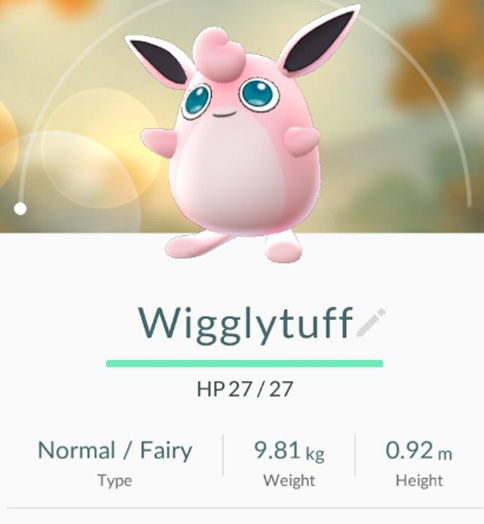 Wigglytuff
HP 27 / 27
Normal / Fairy 9.81 kg 0.92 m
Type Weight Height